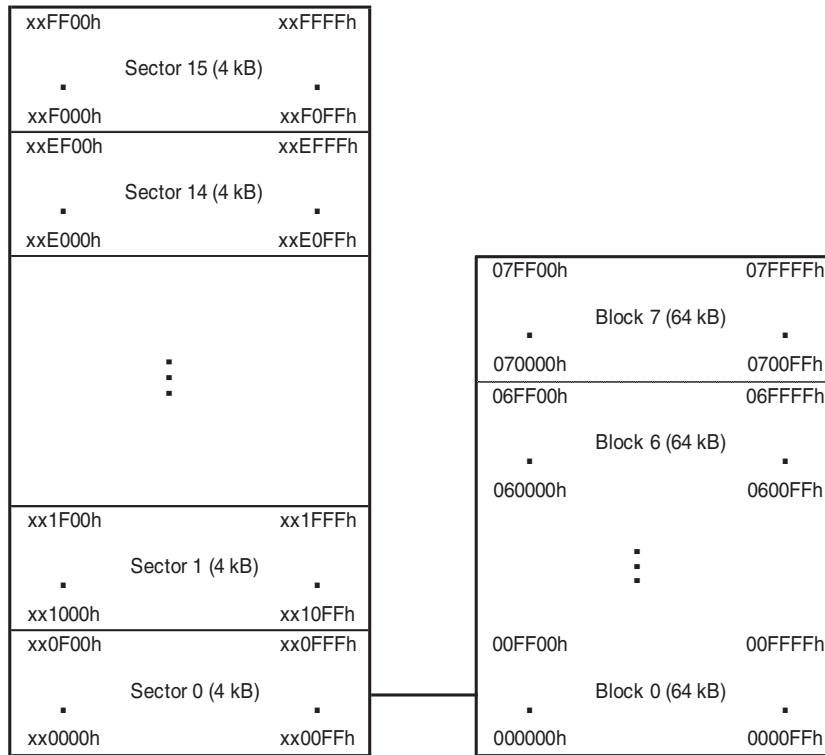 xxFF00h xxFFFFh
Sector 15 (4 kB)
xxF000h xxF0FFh
xxEF00h xxEFFFh
Sector 14 (4 kB)
xxE000h xxE0FFh
xx1F00h xx1FFFh
Sector 1 (4 kB)
xx1000h xx10FFh
xx0F00h xx0FFFh
Sector 0 (4 kB)
xx0000h xx00FFh
07FF00h 07FFFFh
Block 7 (64 kB)
070000h 0700FFh
06FF00h 06FFFFh
Block 6 (64 kB)
060000h 0600FFh
00FF00h 00FFFFh
Block 0 (64 kB)
000000h 0000FFh